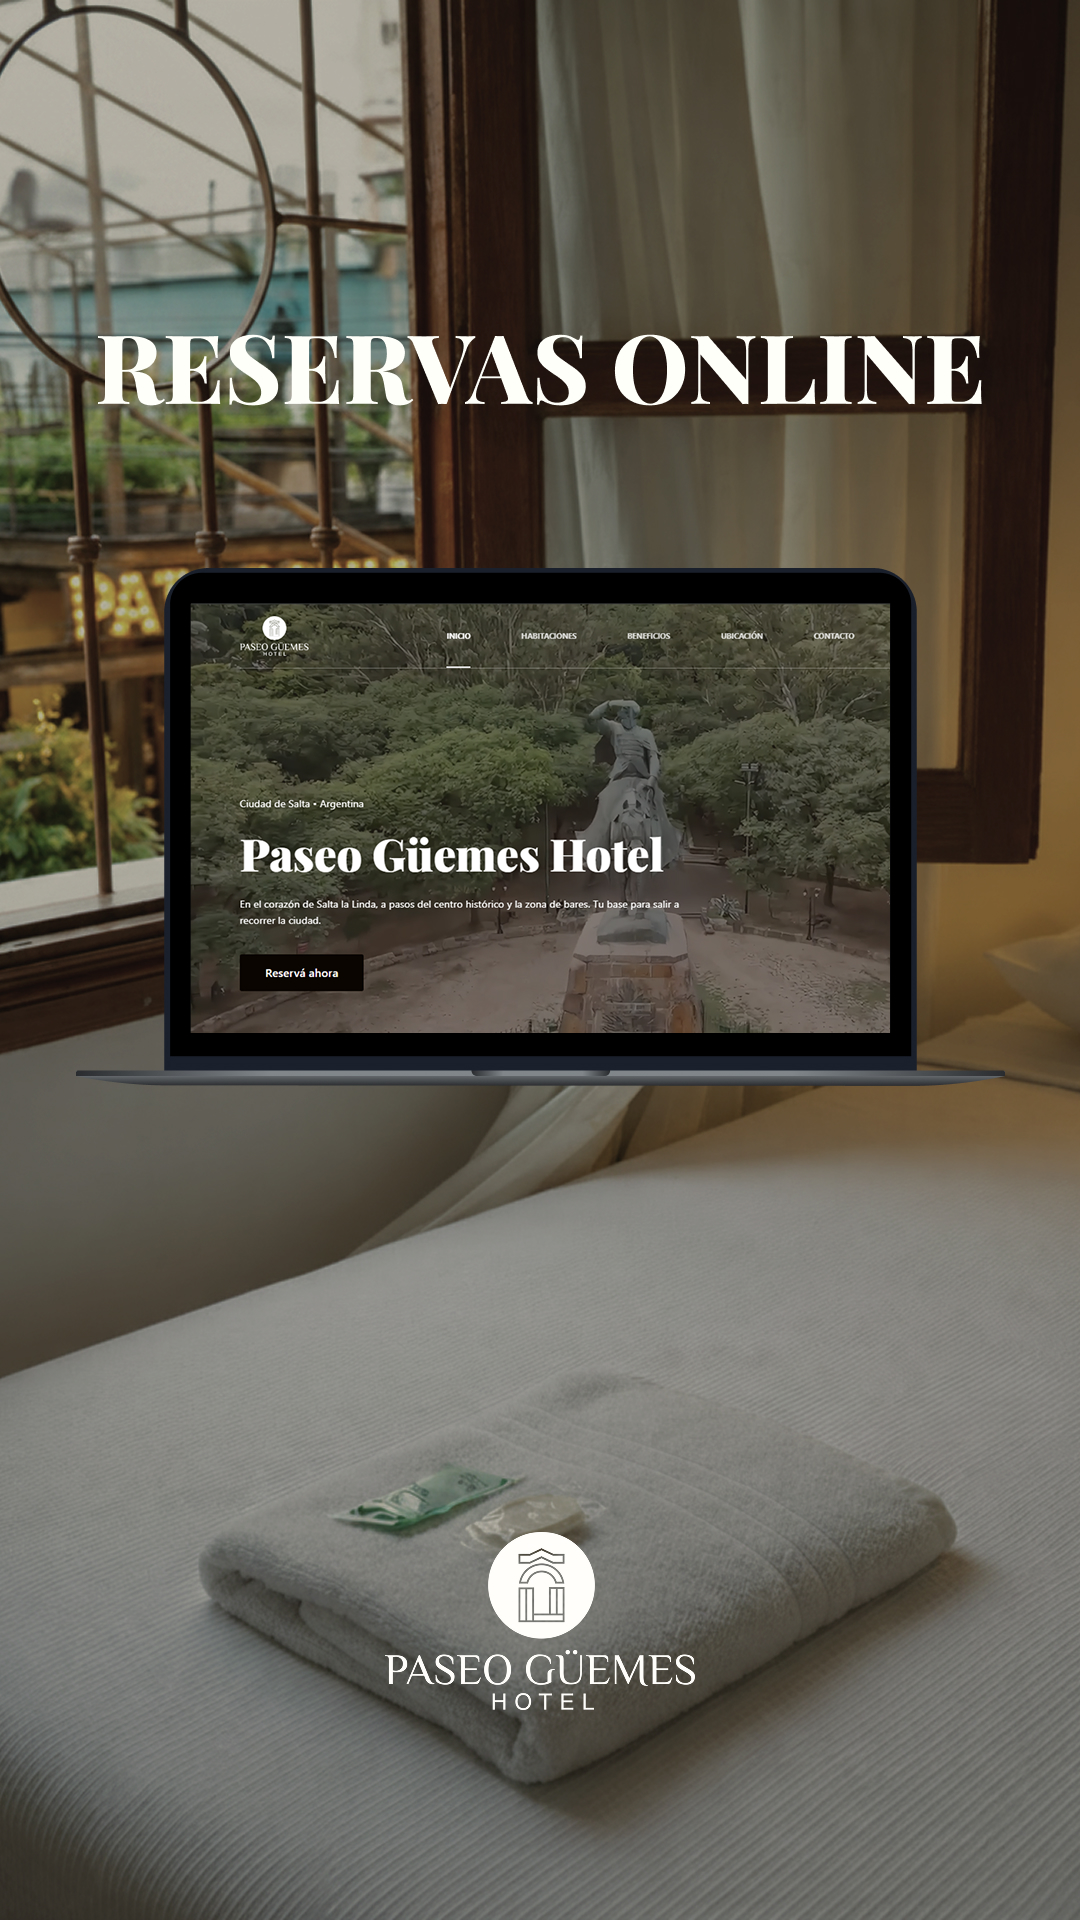 RESERVAS ONLINE
PASEO GÜEMES
HOTEL
INICIO HABITACIONES BENEFICIOS UBICACIÓN CONTACTO
Ciudad de Salta • Argentina
Paseo Güemes Hotel
En el corazón de Salta la Linda, a pasos del centro histórico y la zona de bares. Tu base para salir a
recorrer la ciudad.
Reservá ahora
PASEO GÜEMES
HOTEL